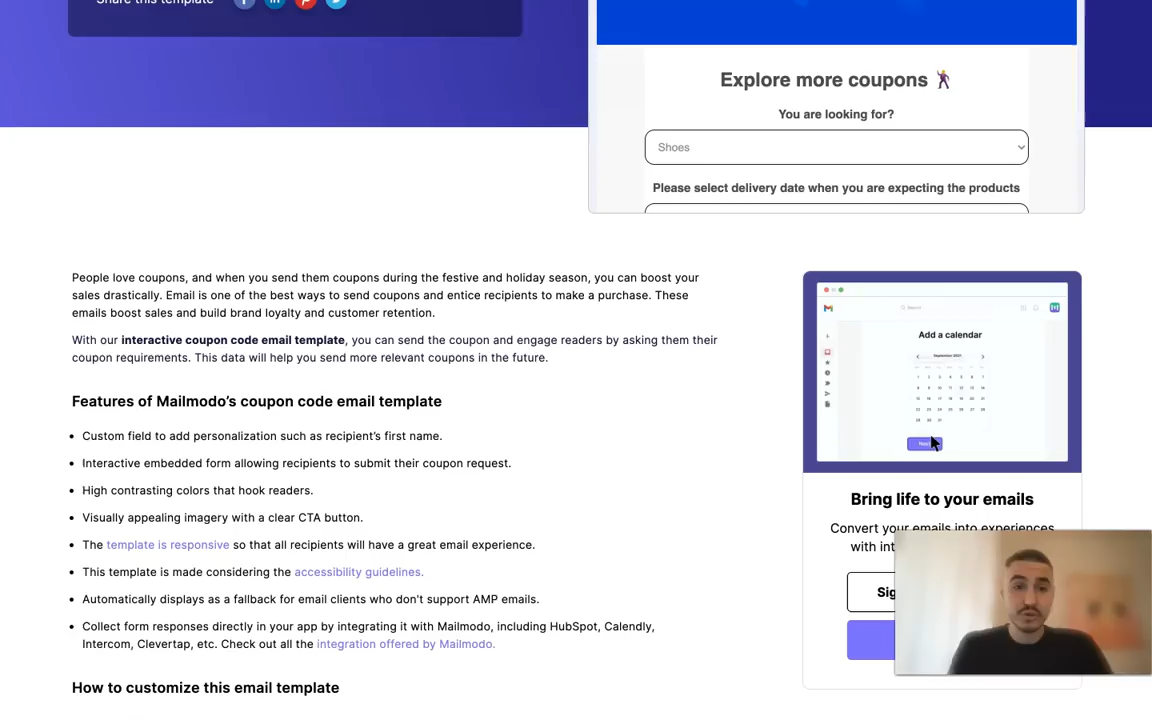 Share this template
Explore more coupons
You are looking for?
Shoes
Please select delivery date when you are expecting the products
People love coupons, and when you send them coupons during the festive and holiday season, you can boost your
sales drastically. Email is one of the best ways to send coupons and entice recipients to make a purchase. These
emails boost sales and build brand loyalty and customer retention.
With our interactive coupon code email template, you can send the coupon and engage readers by asking them their
coupon requirements. This data will help you send more relevant coupons in the future.
Features of Mailmodo’s coupon code email template
Custom field to add personalization such as recipient’s first name.
Interactive embedded form allowing recipients to submit their coupon request.
High contrasting colors that hook readers.
Visually appealing imagery with a clear CTA button.
The template is responsive so that all recipients will have a great email experience.
This template is made considering the accessibility guidelines.
Automatically displays as a fallback for email clients who don't support AMP emails.
Collect form responses directly in your app by integrating it with Mailmodo, including HubSpot, Calendly,
Intercom, Clevertap, etc. Check out all the integration offered by Mailmodo.
How to customize this email template
Search
Add a calendar
September 2021
Bring life to your emails
Convert your emails into experiences
with int
Sig